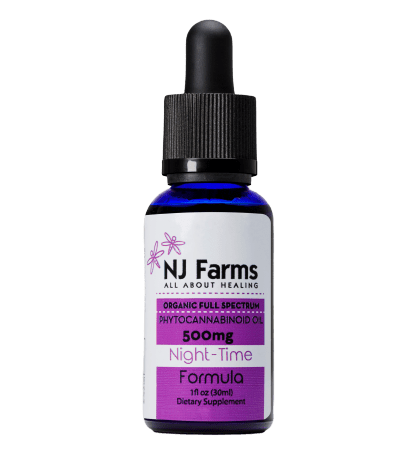 NJ Farms
ALL ABOUT HEALING
ORGANIC FULL SPECTRUM
PHYTOCANNABINOID OIL
500mg
Night-Time
Formula
1fl oz (30ml)
Dietary Supplement